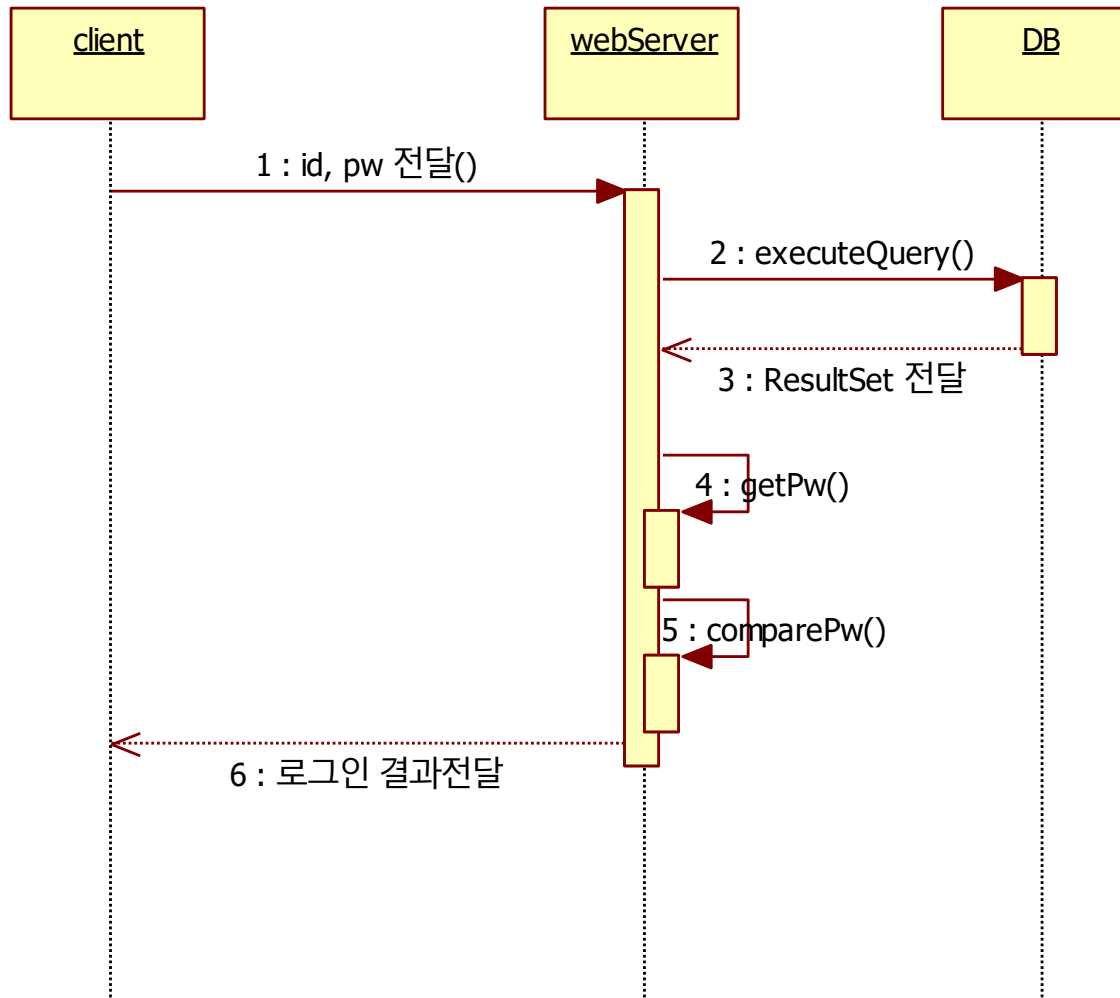 client
webServer
DB
1 : id, pw 전달()
2 : executeQuery()
3 : ResultSet 전달
4 : getPw()
5 : comparePw()
6 : 로그인 결과전달